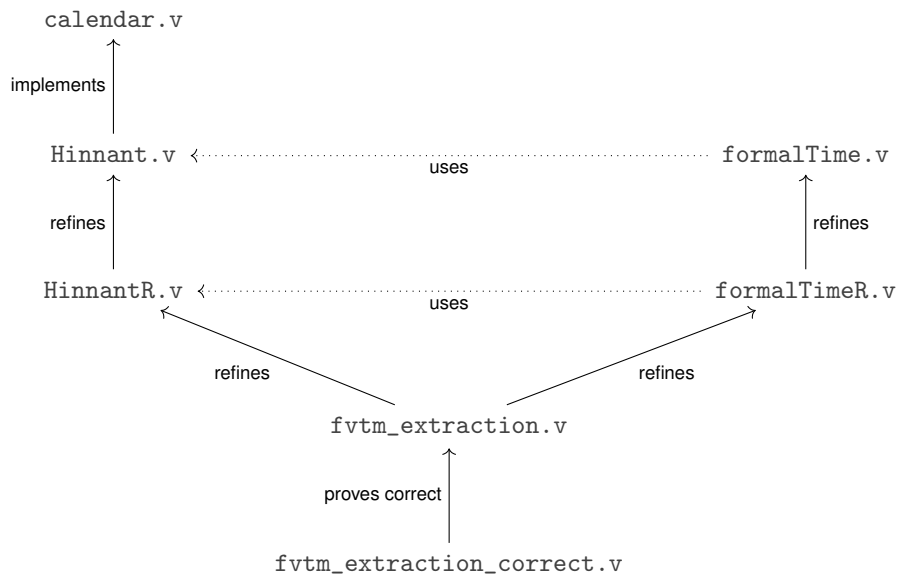 calendar.v
implements
Hinnant.v
uses
formalTime.v
refines
refines
HinnantR.v
uses
formalTimeR.v
refines
refines
fvtm_extraction.v
proves correct
fvtm_extraction_correct.v